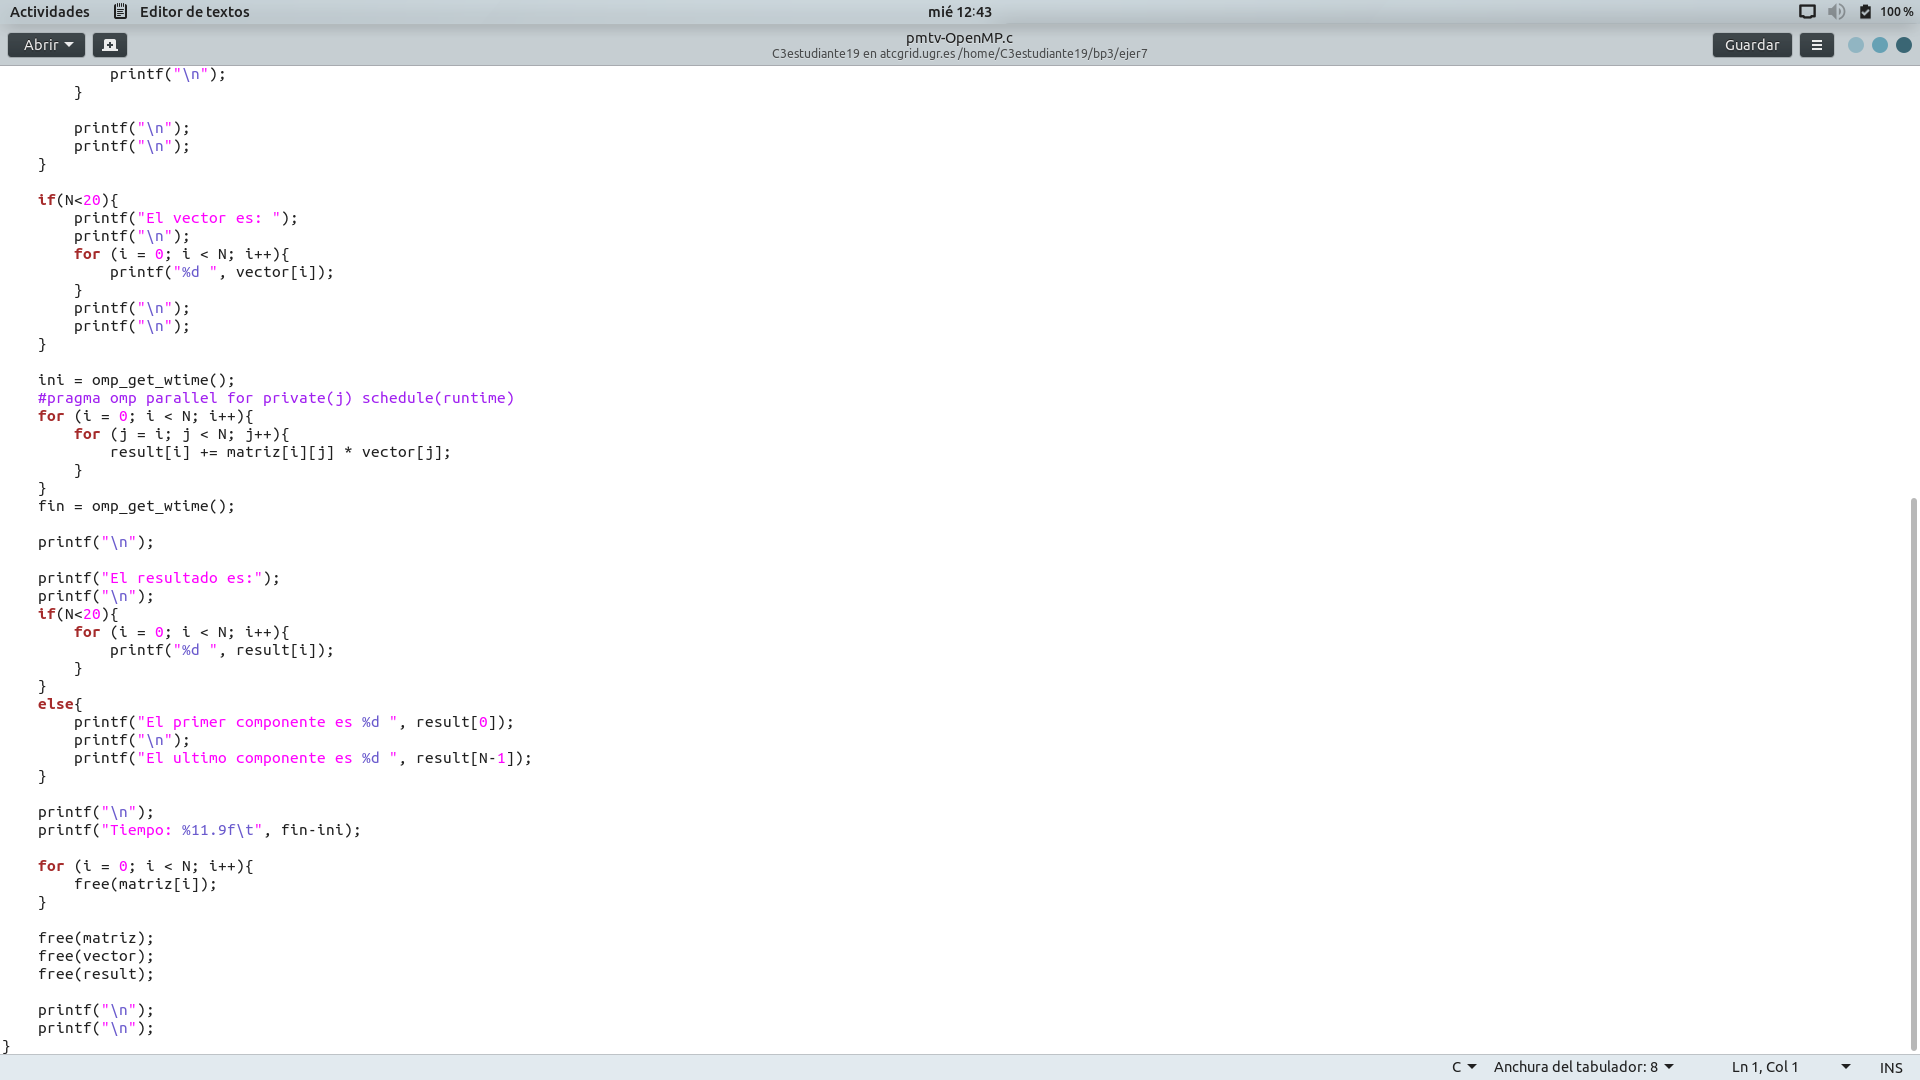 Actividades Editor de textos mié 12:43 100 %
Abrir pmtv-OpenMP.c Guardar
C3estudiante19 en atcgrid.ugr.es /home/C3estudiante19/bp3/ejer7
            printf("\n");
        }

        printf("\n");
        printf("\n");
    }

    if(N<20){
        printf("El vector es: ");
        printf("\n");
        for (i = 0; i < N; i++){
            printf("%d ", vector[i]);
        }
        printf("\n");
        printf("\n");
    }

    ini = omp_get_wtime();
    #pragma omp parallel for private(j) schedule(runtime)
    for (i = 0; i < N; i++){
        for (j = i; j < N; j++){
            result[i] += matriz[i][j] * vector[j];
        }
    }
    fin = omp_get_wtime();

    printf("\n");

    printf("El resultado es:");
    printf("\n");
    if(N<20){
        for (i = 0; i < N; i++){
            printf("%d ", result[i]);
        }
    }
    else{
        printf("El primer componente es %d ", result[0]);
        printf("\n");
        printf("El ultimo componente es %d ", result[N-1]);
    }

    printf("\n");
    printf("Tiempo: %11.9f\t", fin-ini);

    for (i = 0; i < N; i++){
        free(matriz[i]);
    }

    free(matriz);
    free(vector);
    free(result);

    printf("\n");
    printf("\n");
}
C Anchura del tabulador: 8 Ln 1, Col 1 INS